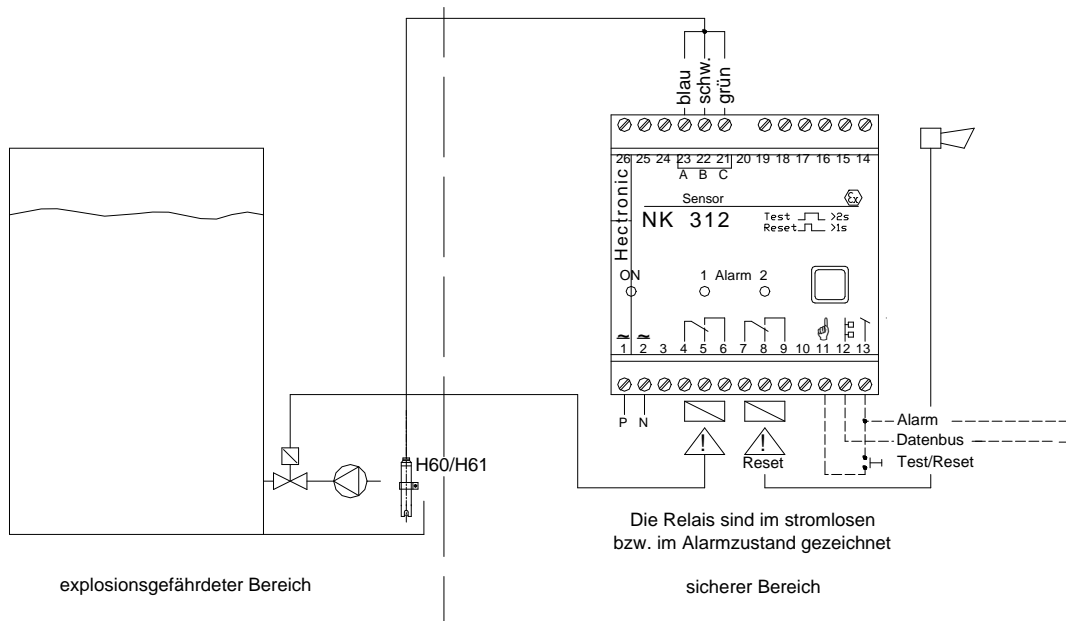 blau
schw.
grün
26 25 24 23 22 21 20 19 18 17 16 15 14
A B C
Sensor
Ex
Hectronic
NK 312
Test >2s
Reset >1s
ON
1 Alarm 2
1 2 3 4 5 6 7 8 9 10 11 12 13
P N
!
!
Reset
Alarm
Datenbus
Test/Reset
H60/H61
Die Relais sind im stromlosen
bzw. im Alarmzustand gezeichnet
explosionsgefährdeter Bereich
sicherer Bereich